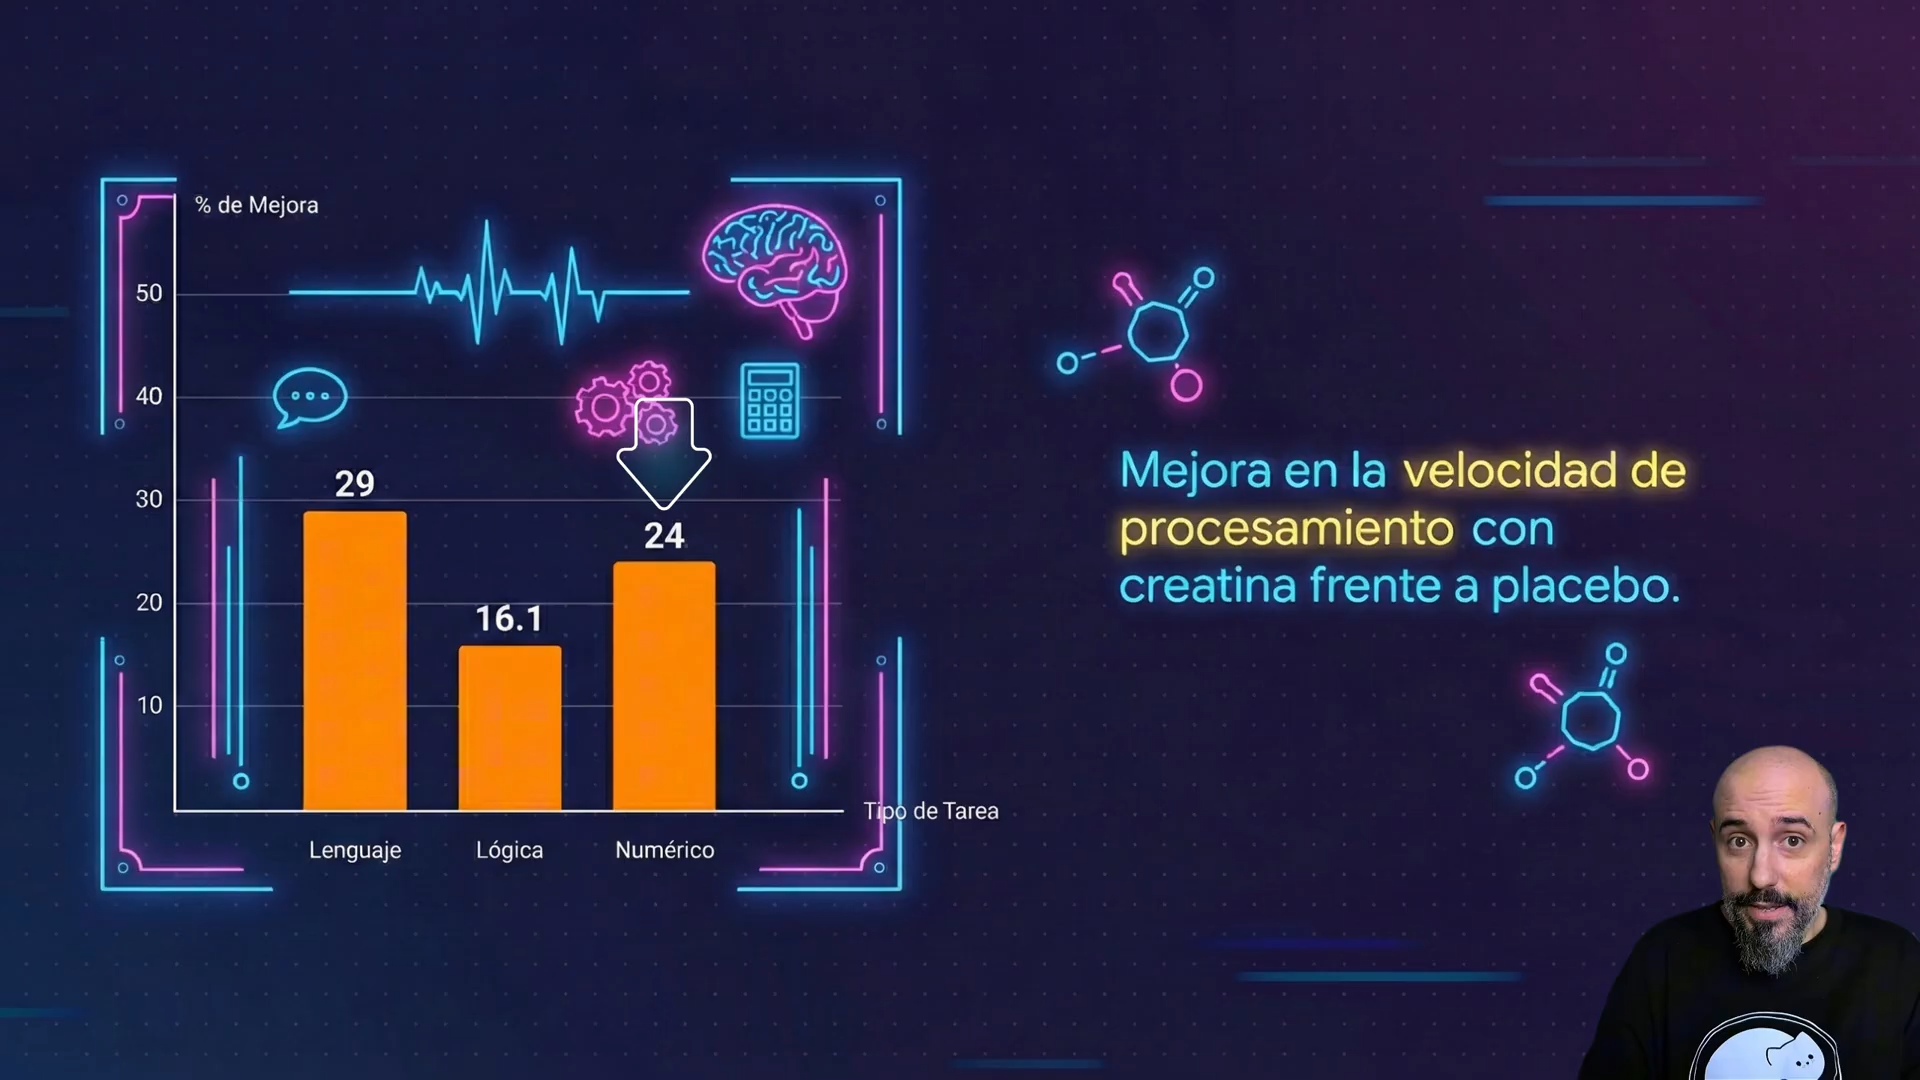 % de Mejora
50
40
30
20
10
29
16.1
24
Lenguaje
Lógica
Numérico
Tipo de Tarea
Mejora en la velocidad de
procesamiento con
creatina frente a placebo.